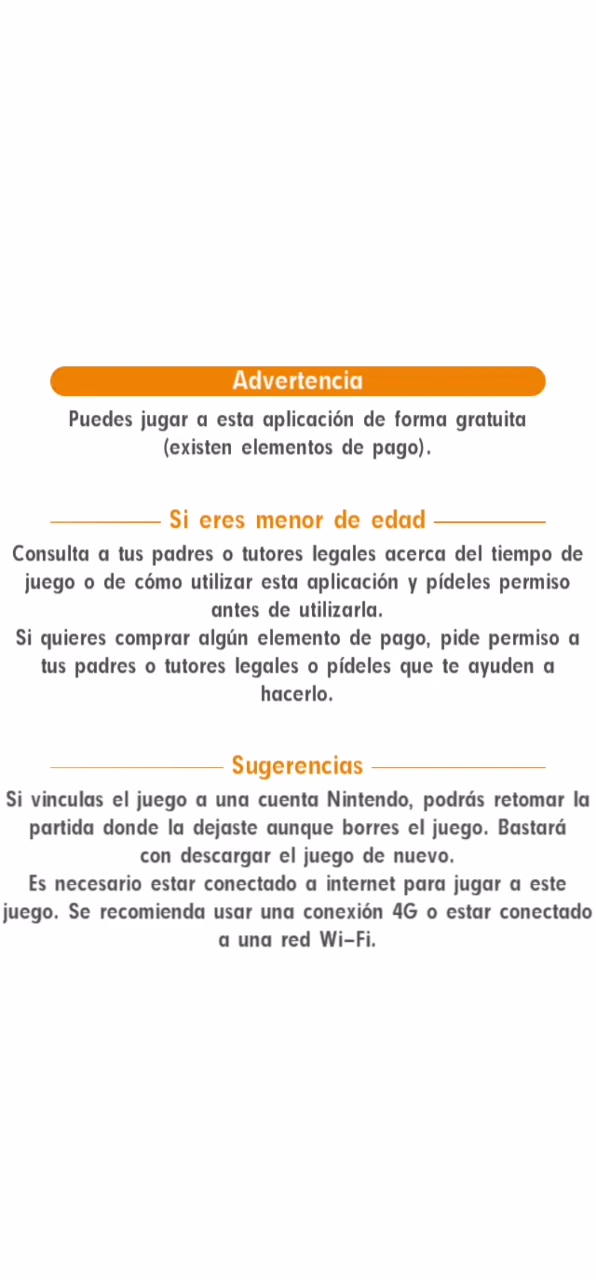 Advertencia
Puedes jugar a esta aplicación de forma gratuita
(existen elementos de pago).
Si eres menor de edad
Consulta a tus padres o tutores legales acerca del tiempo de
juego o de cómo utilizar esta aplicación y pídeles permiso
antes de utilizarla.
Si quieres comprar algún elemento de pago, pide permiso a
tus padres o tutores legales o pídeles que te ayuden a
hacerlo.
Sugerencias
Si vinculas el juego a una cuenta Nintendo, podrás retomar la
partida donde la dejaste aunque borres el juego. Bastará
con descargar el juego de nuevo.
Es necesario estar conectado a internet para jugar a este
juego. Se recomienda usar una conexión 4G o estar conectado
a una red Wi-Fi.